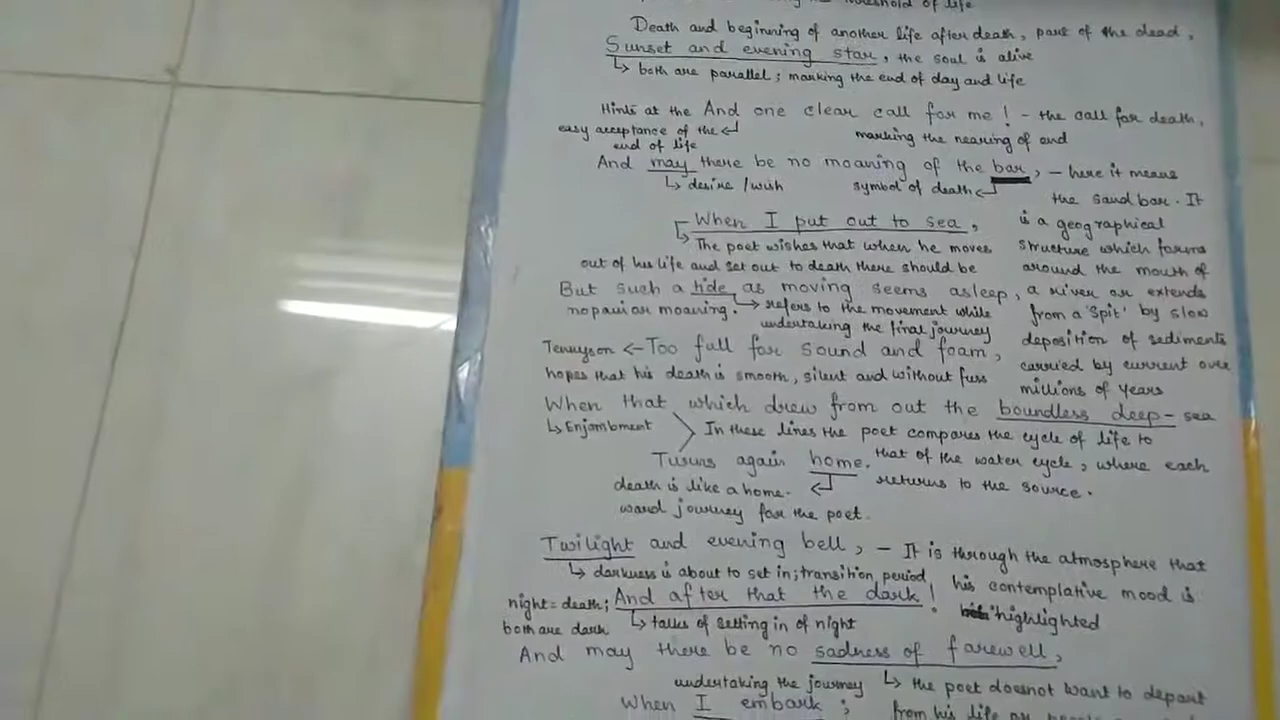 threshold of life
Death and beginning of another life after death, part of the dead,
Sunset and evening star, the soul is alive
↳ both are parallel; marking the end of day and life
Hints at the And one clear call for me! - the call for death,
easy acceptance of the ↲ marking the nearing of end
end of life
And may there be no moaning of the bar, - here it means
↳ desire / wish symbol of death ↲ the sand bar. It
When I put out to sea, is a geographical
↳ The poet wishes that when he moves structure which forms
out of his life and set out to death there should be around the mouth of
But such a tide as moving seems asleep, a river or extends
no pain or moaning. ↳ refers to the movement while from a 'Spit' by slow
undertaking the final journey deposition of sediments
Tennyson ← Too full for sound and foam, carried by current over
hopes that his death is smooth, silent and without fuss millions of years
When that which drew from out the boundless deep - sea
↳ Enjambment In these lines the poet compares the cycle of life to
Turns again home. that of the water cycle, where each
death is like a home- ↲ returns to the source.
ward journey for the poet.
Twilight and evening bell, - It is through the atmosphere that
↳ darkness is about to set in; transition period his contemplative mood is
night = death; And after that the dark! highlighted
both are dark ↳ talks of setting in of night
And may there be no sadness of farewell,
undertaking the journey ↳ the poet doesnot want to depart
When I embark; from his life or